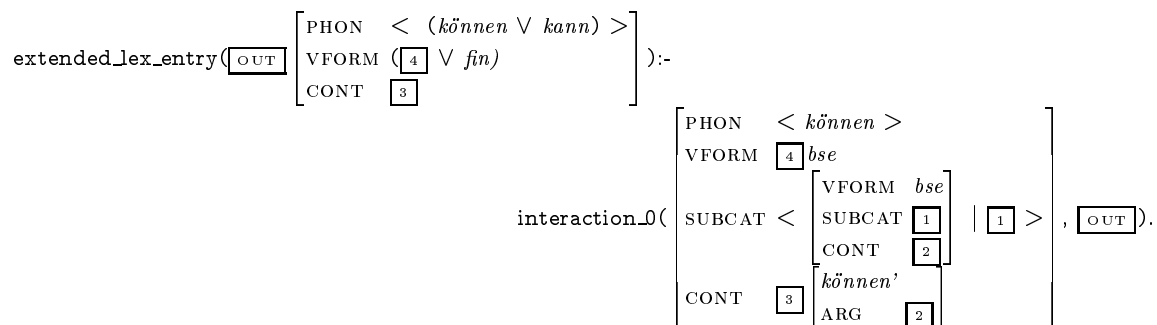 PHON < (können ∨ kann) >
extended_lex_entry( OUT VFORM ( 4 ∨ fin) ):-
CONT 3
PHON < können >
VFORM 4 bse
VFORM bse
interaction_0( SUBCAT < SUBCAT 1 | 1 > , OUT ).
CONT 2
können'
CONT 3
ARG 2